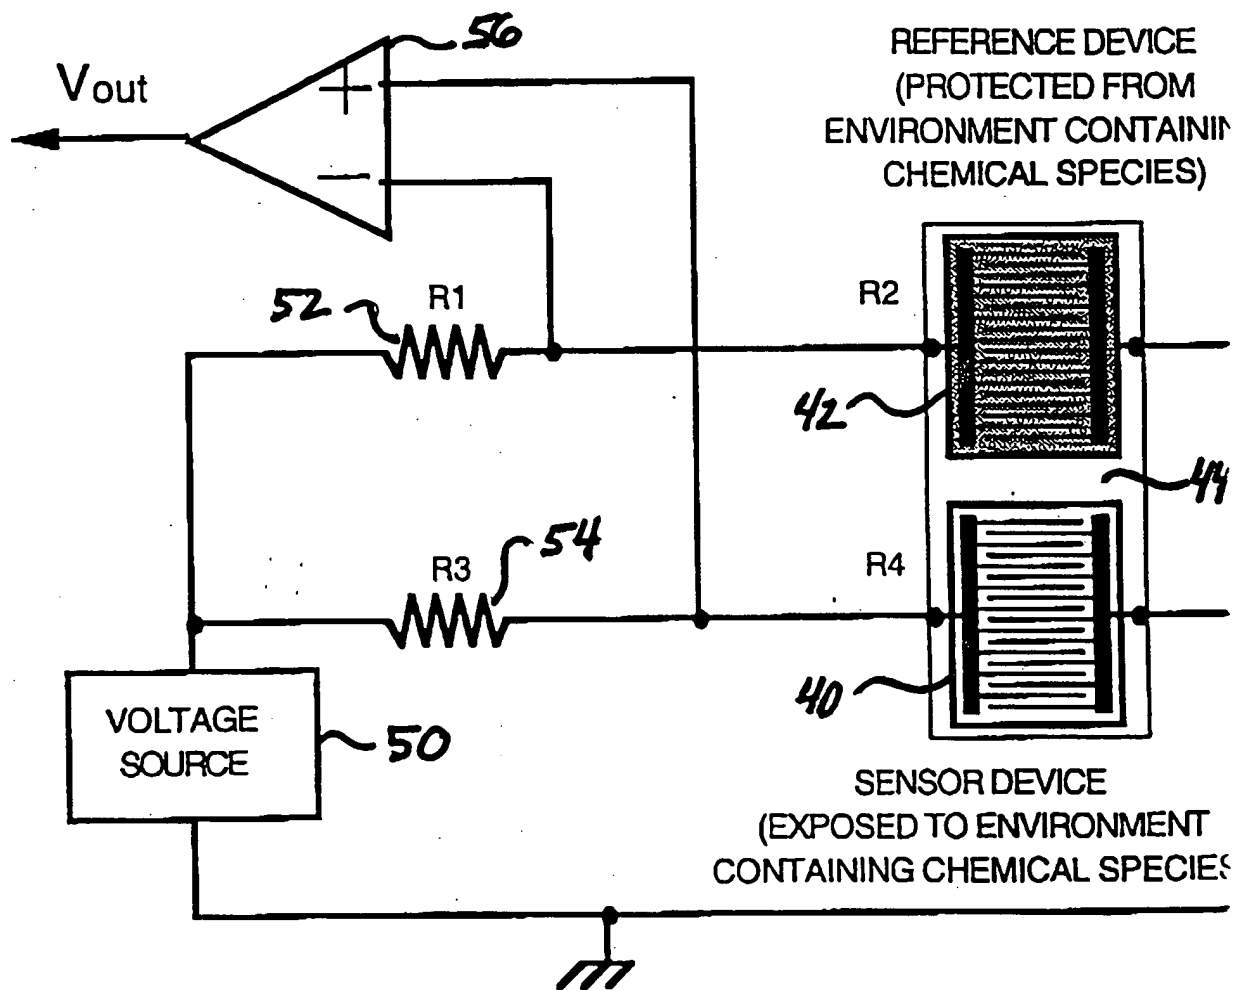 56
Vout
+
−
REFERENCE DEVICE
(PROTECTED FROM
ENVIRONMENT CONTAININ
CHEMICAL SPECIES)
52
R1
R2
42
44
54
R3
R4
40
VOLTAGE
SOURCE
50
SENSOR DEVICE
(EXPOSED TO ENVIRONMENT
CONTAINING CHEMICAL SPECIES